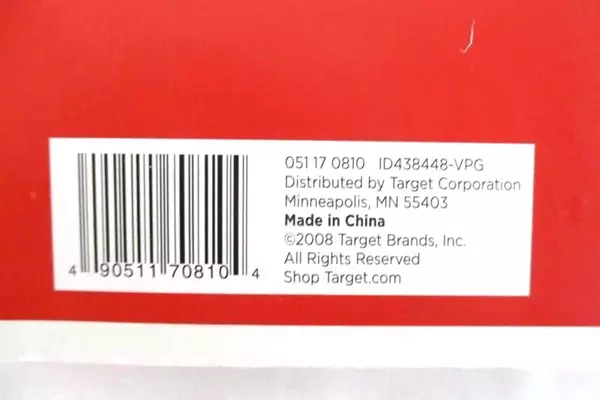 051 17 0810 ID438448-VPG
Distributed by Target Corporation
Minneapolis, MN 55403
Made in China
©2008 Target Brands, Inc.
All Rights Reserved
Shop Target.com
4 90511 70810 4